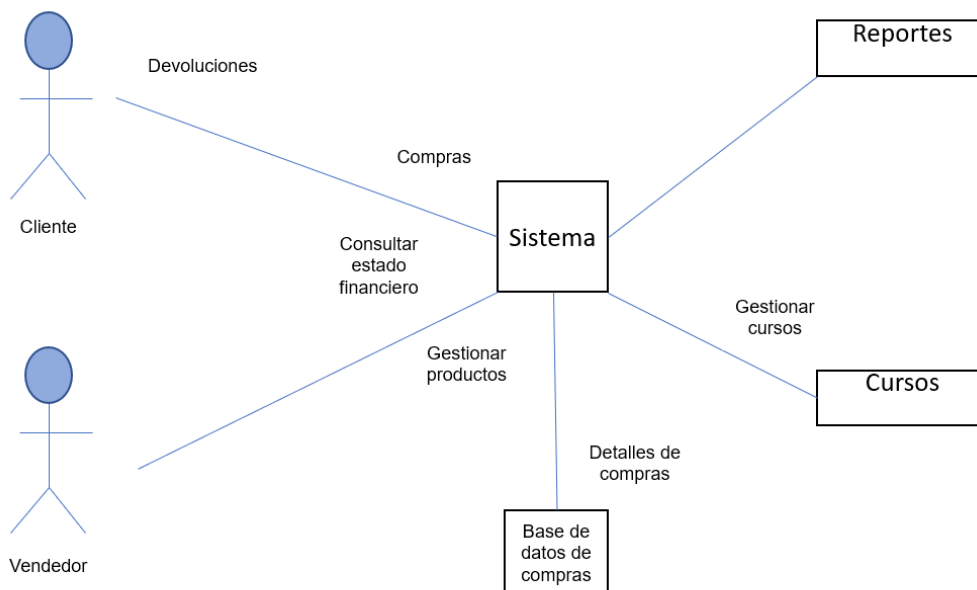 Reportes
Devoluciones
Compras
Cliente
Sistema
Consultar
estado
financiero
Gestionar
cursos
Gestionar
productos
Cursos
Detalles de
compras
Base de
datos de
compras
Vendedor